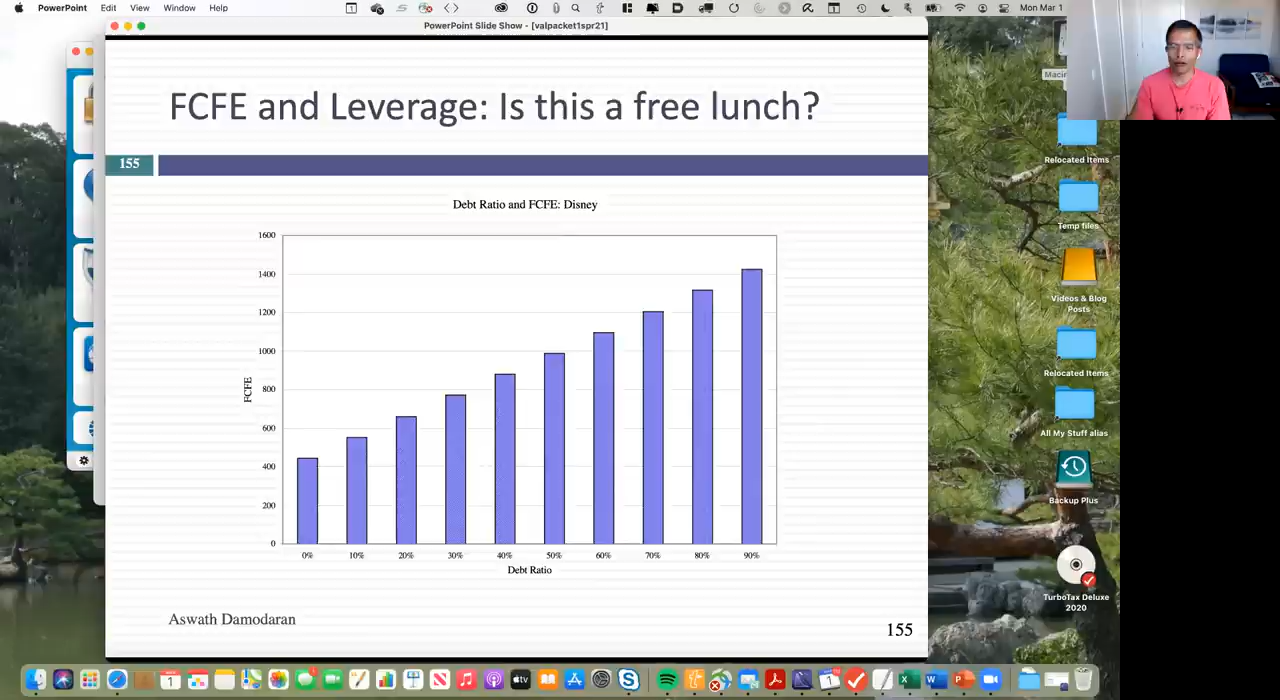 PowerPoint Edit View Window Help
Mon Mar 1
PowerPoint Slide Show - [valpacket1spr21]
FCFE and Leverage: Is this a free lunch?
155
Debt Ratio and FCFE: Disney
1600
1400
1200
1000
800
600
400
200
0
FCFE
0% 10% 20% 30% 40% 50% 60% 70% 80% 90%
Debt Ratio
Aswath Damodaran
155
Macin
Relocated Items
Temp files
Videos & Blog
Posts
Relocated Items
All My Stuff alias
Backup Plus
TurboTax Deluxe
2020
tv